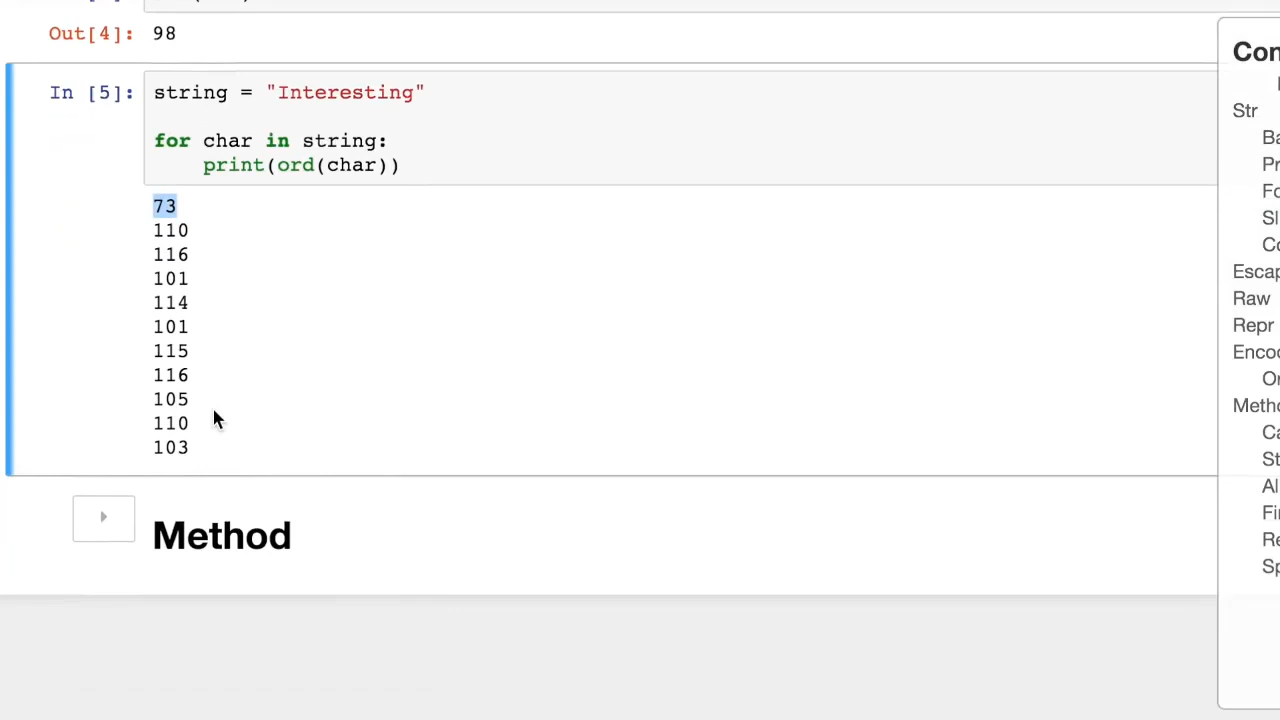 Out[4]: 98
In [5]: string = "Interesting"
for char in string:
print(ord(char))
73
110
116
101
114
101
115
116
105
110
103
Method
Str
Raw
Repr